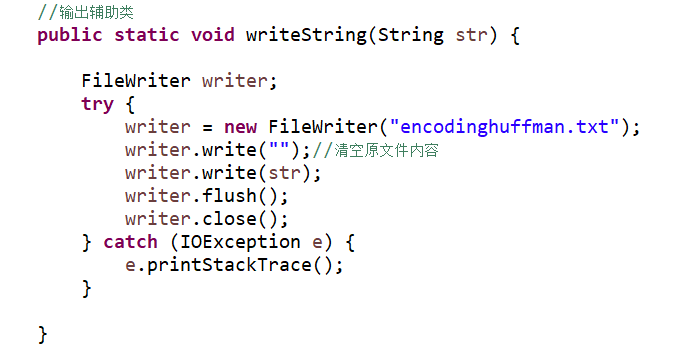 //输出辅助类
public static void writeString(String str) {
FileWriter writer;
try {
writer = new FileWriter("encodinghuffman.txt");
writer.write("");//清空原文件内容
writer.write(str);
writer.flush();
writer.close();
} catch (IOException e) {
e.printStackTrace();
}
}